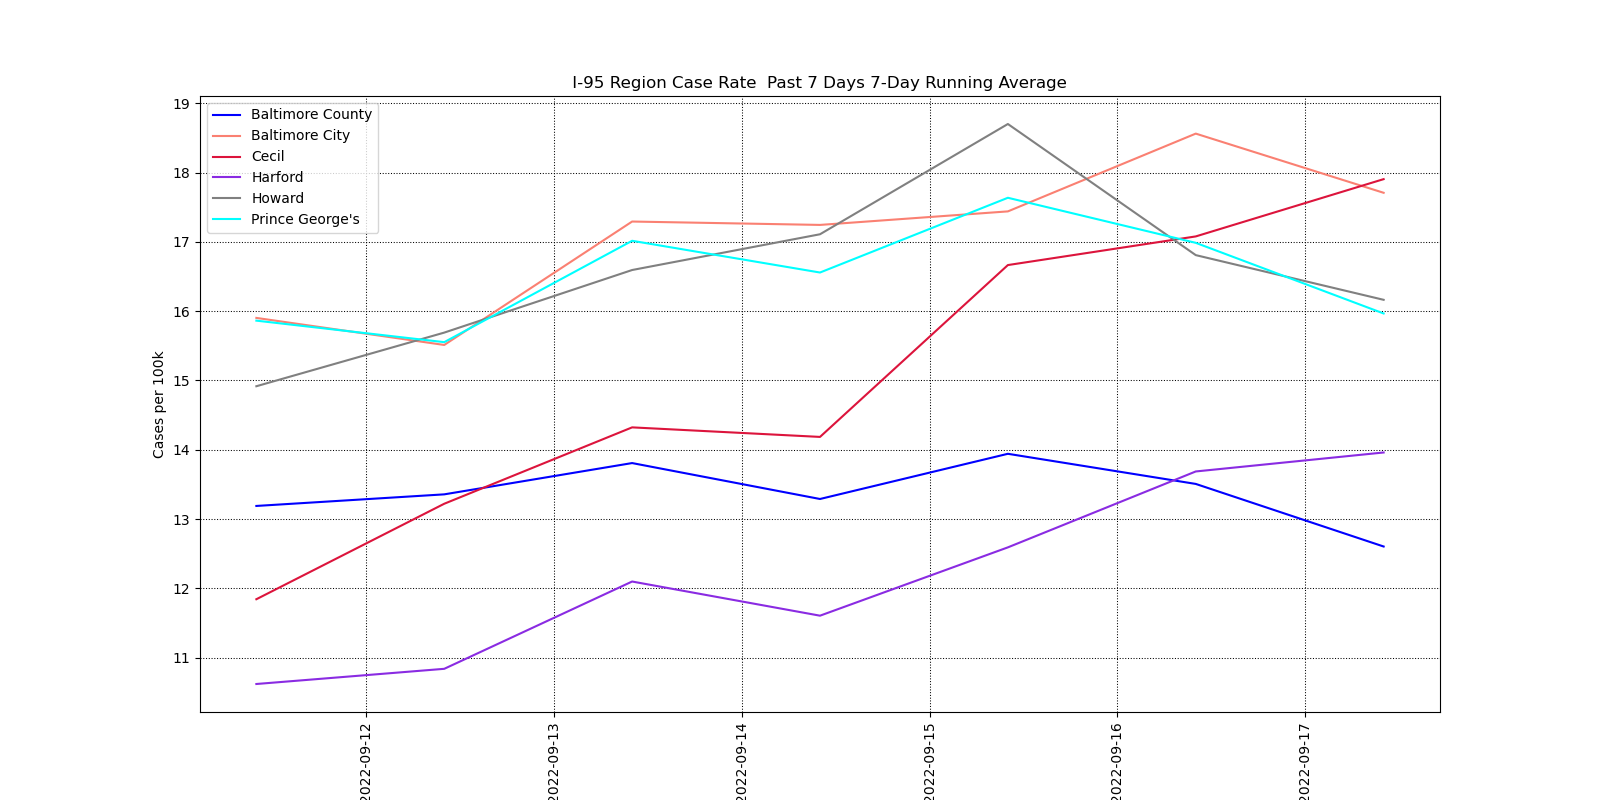 I-95 Region Case Rate  Past 7 Days 7-Day Running Average
Baltimore County
Baltimore City
Cecil
Harford
Howard
Prince George's
Cases per 100k
19
18
17
16
15
14
13
12
11
2022-09-12
2022-09-13
2022-09-14
2022-09-15
2022-09-16
2022-09-17